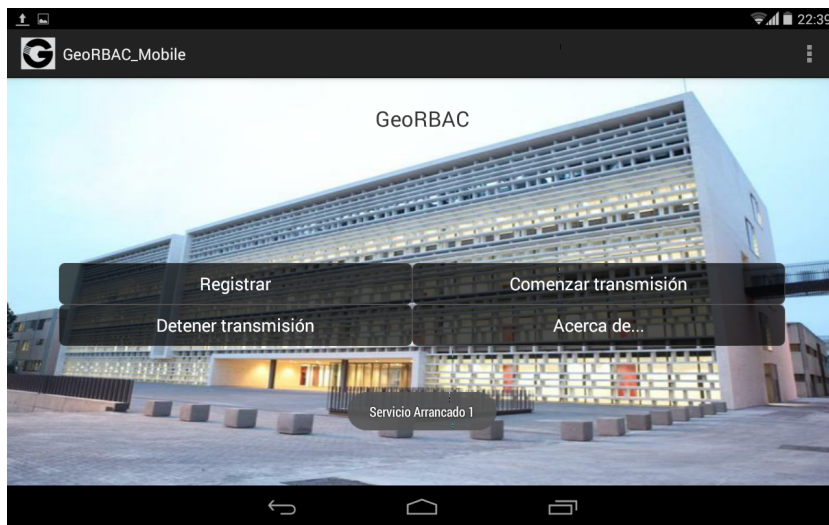 22:39
GeoRBAC_Mobile
GeoRBAC
Registrar
Comenzar transmisión
Detener transmisión
Acerca de...
Servicio Arrancado 1